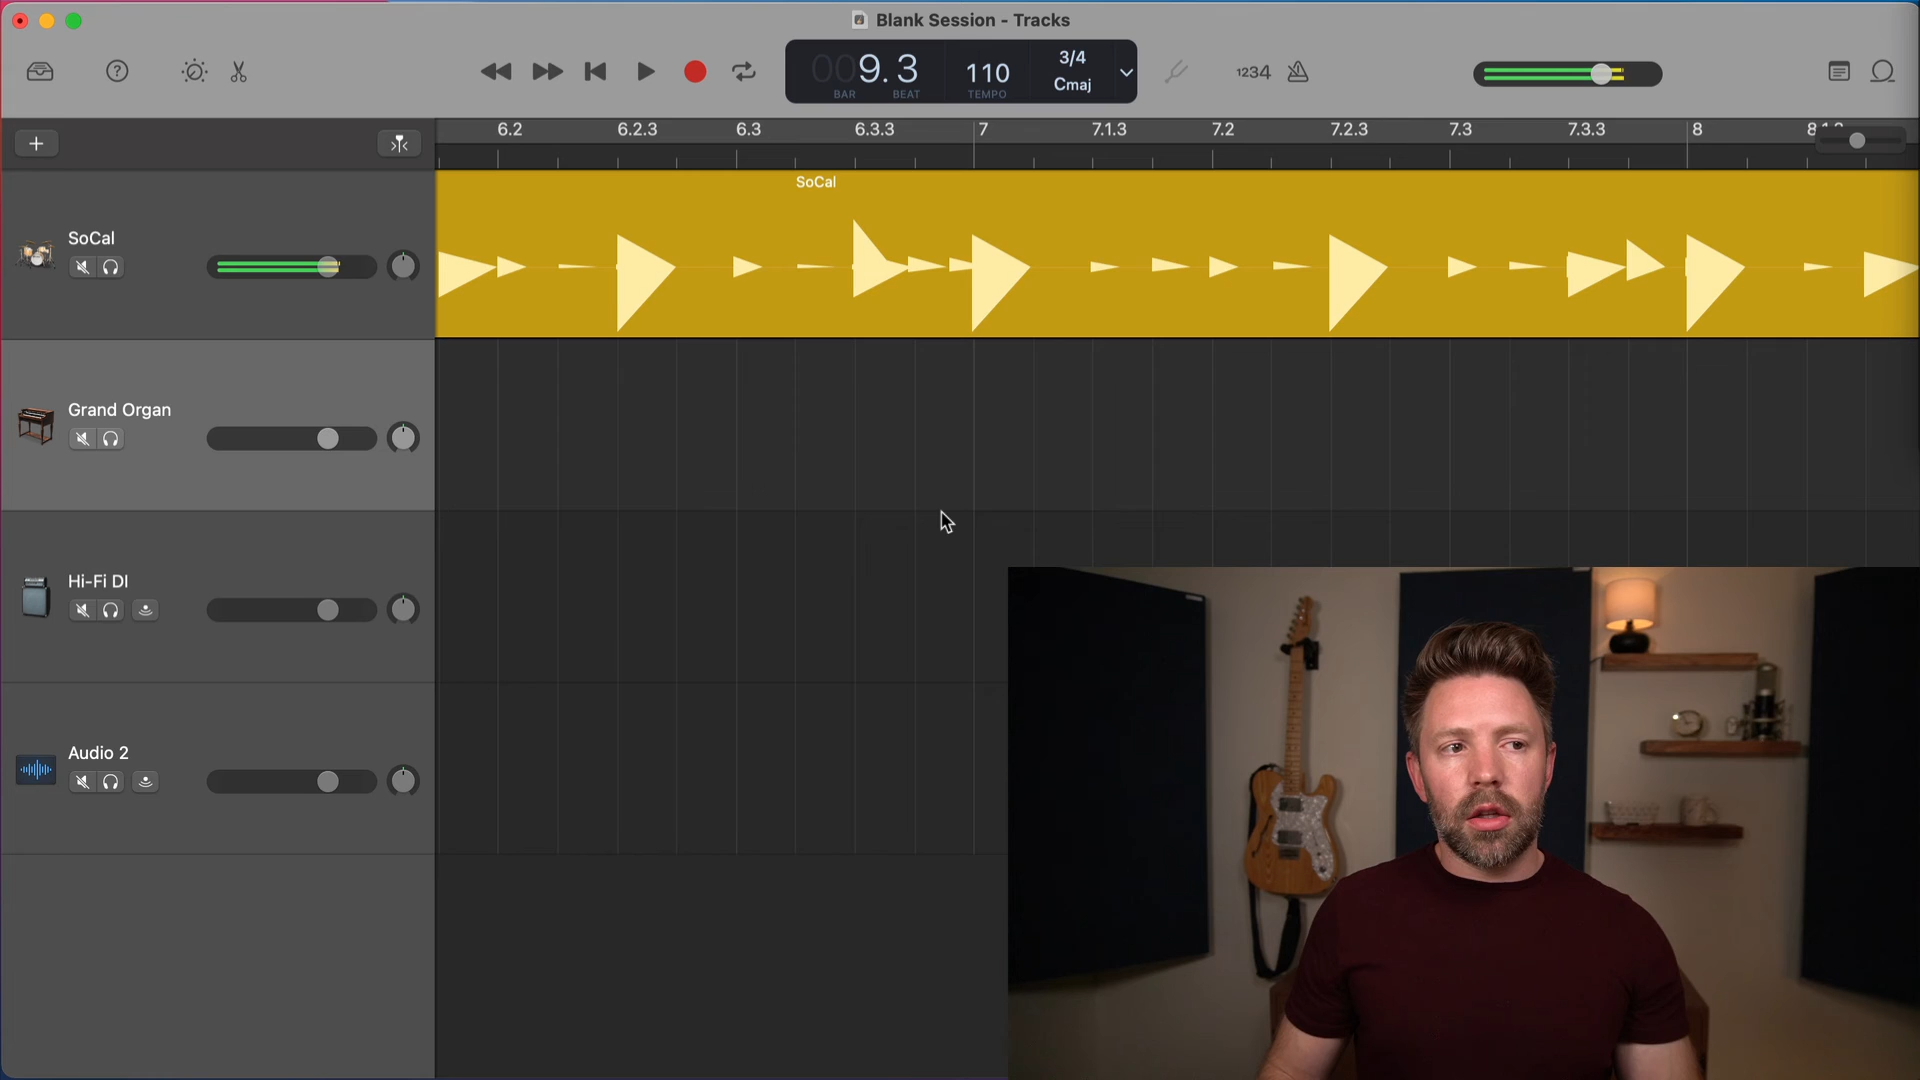 Blank Session - Tracks
009.3
BAR
BEAT
110
TEMPO
3/4
Cmaj
1234
6.2
6.2.3
6.3
6.3.3
7
7.1.3
7.2
7.2.3
7.3
7.3.3
8
SoCal
SoCal
Grand Organ
Hi-Fi DI
Audio 2